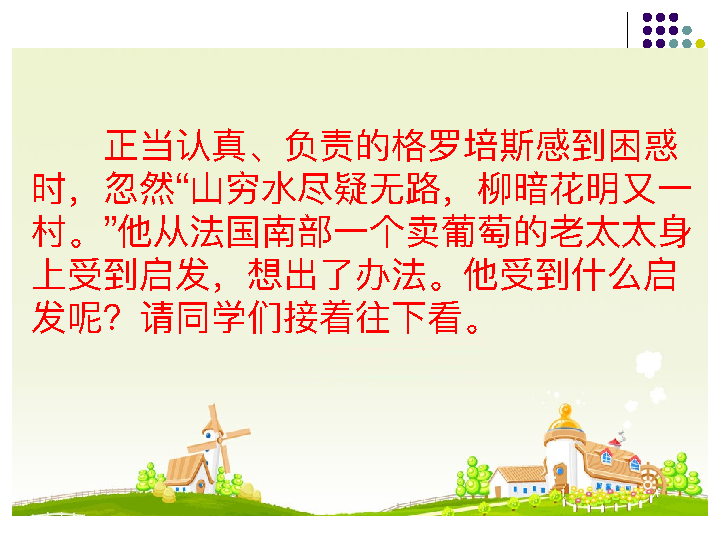 正当认真、负责的格罗培斯感到困惑
时，忽然“山穷水尽疑无路，柳暗花明又一
村。”他从法国南部一个卖葡萄的老太太身
上受到启发，想出了办法。他受到什么启
发呢？请同学们接着往下看。